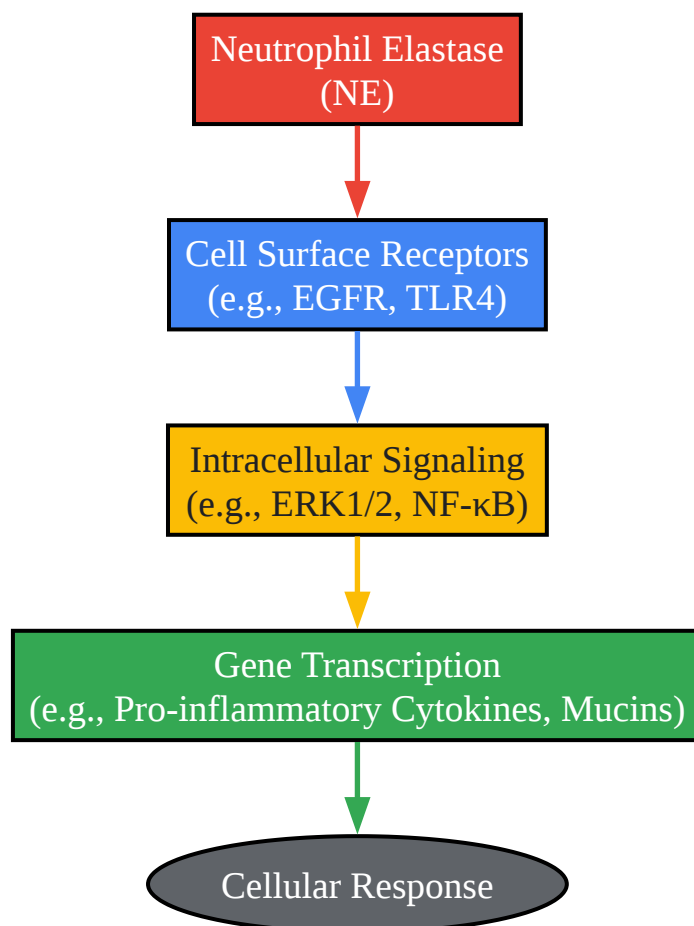 Neutrophil Elastase
(NE)
Cell Surface Receptors
(e.g., EGFR, TLR4)
Intracellular Signaling
(e.g., ERK1/2, NF-κB)
Gene Transcription
(e.g., Pro-inflammatory Cytokines, Mucins)
Cellular Response